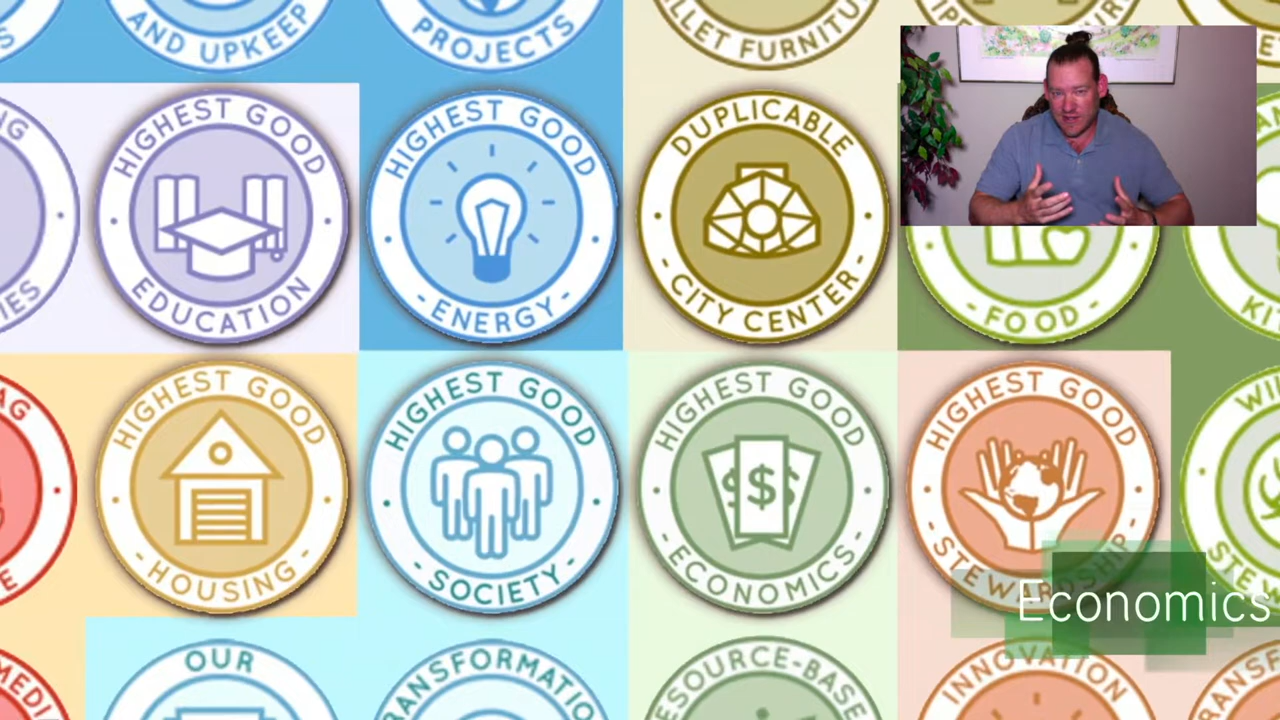 AND UPKEEP
PROJECTS
HIGHEST GOOD
EDUCATION
HIGHEST GOOD
- ENERGY -
DUPLICABLE
- CITY CENTER -
- FOOD -
HIGHEST GOOD
- HOUSING -
HIGHEST GOOD
- SOCIETY -
HIGHEST GOOD
$ $ $
- ECONOMICS -
HIGHEST GOOD
- STEWARDSHIP -
Economics
OUR
INNOVATION